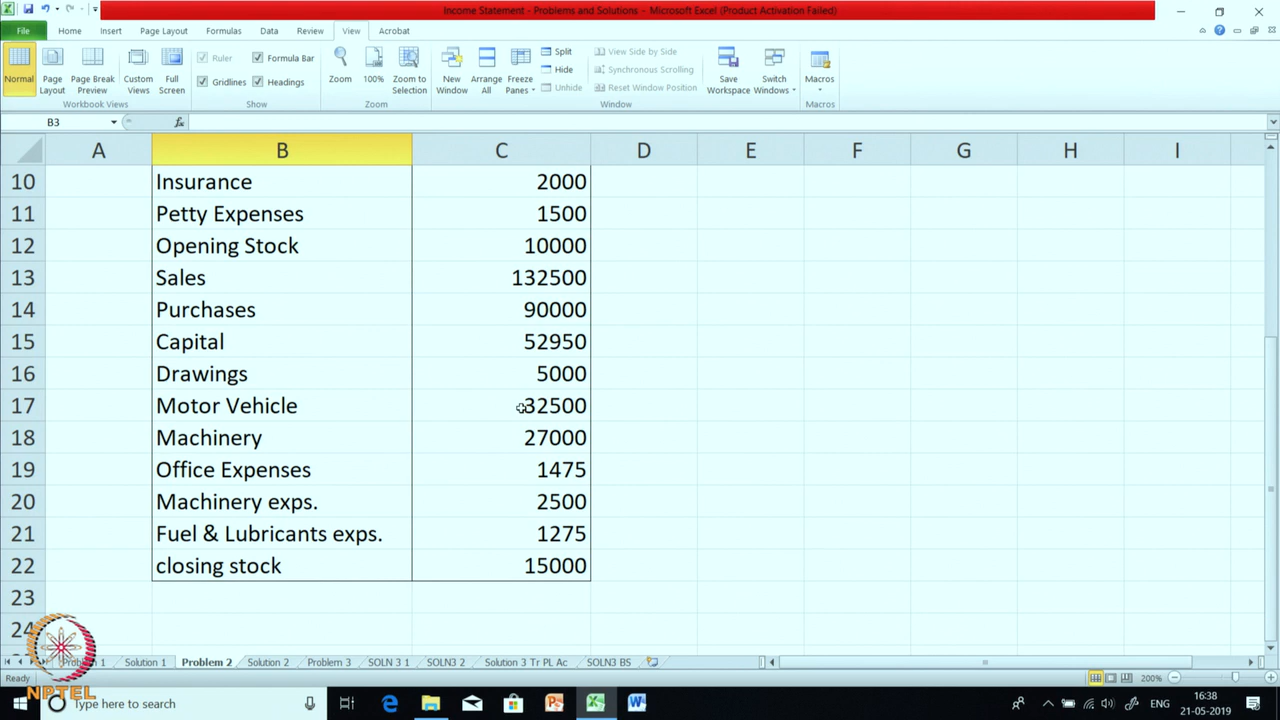 Income Statement - Problems and Solutions - Microsoft Excel (Product Activation Failed)
File Home Insert Page Layout Formulas Data Review View Acrobat
Normal Page Layout Page Break Preview Custom Views Full Screen
Workbook Views
Ruler Formula Bar
Gridlines Headings
Show
Zoom 100% Zoom to Selection
Zoom
New Window Arrange All Freeze Panes
Split
Hide
Unhide
View Side by Side
Synchronous Scrolling
Reset Window Position
Window
Save Workspace Switch Windows
Macros
Macros
B3 fx
A B C D E F G H I
10 Insurance 2000
11 Petty Expenses 1500
12 Opening Stock 10000
13 Sales 132500
14 Purchases 90000
15 Capital 52950
16 Drawings 5000
17 Motor Vehicle 32500
18 Machinery 27000
19 Office Expenses 1475
20 Machinery exps. 2500
21 Fuel & Lubricants exps. 1275
22 closing stock 15000
23
24
Solution 1 Problem 2 Solution 2 Problem 3 SOLN 3 1 SOLN3 2 Solution 3 Tr PL Ac SOLN3 BS
Ready 200%
NPTEL
Type here to search
ENG
16:38
21-05-2019